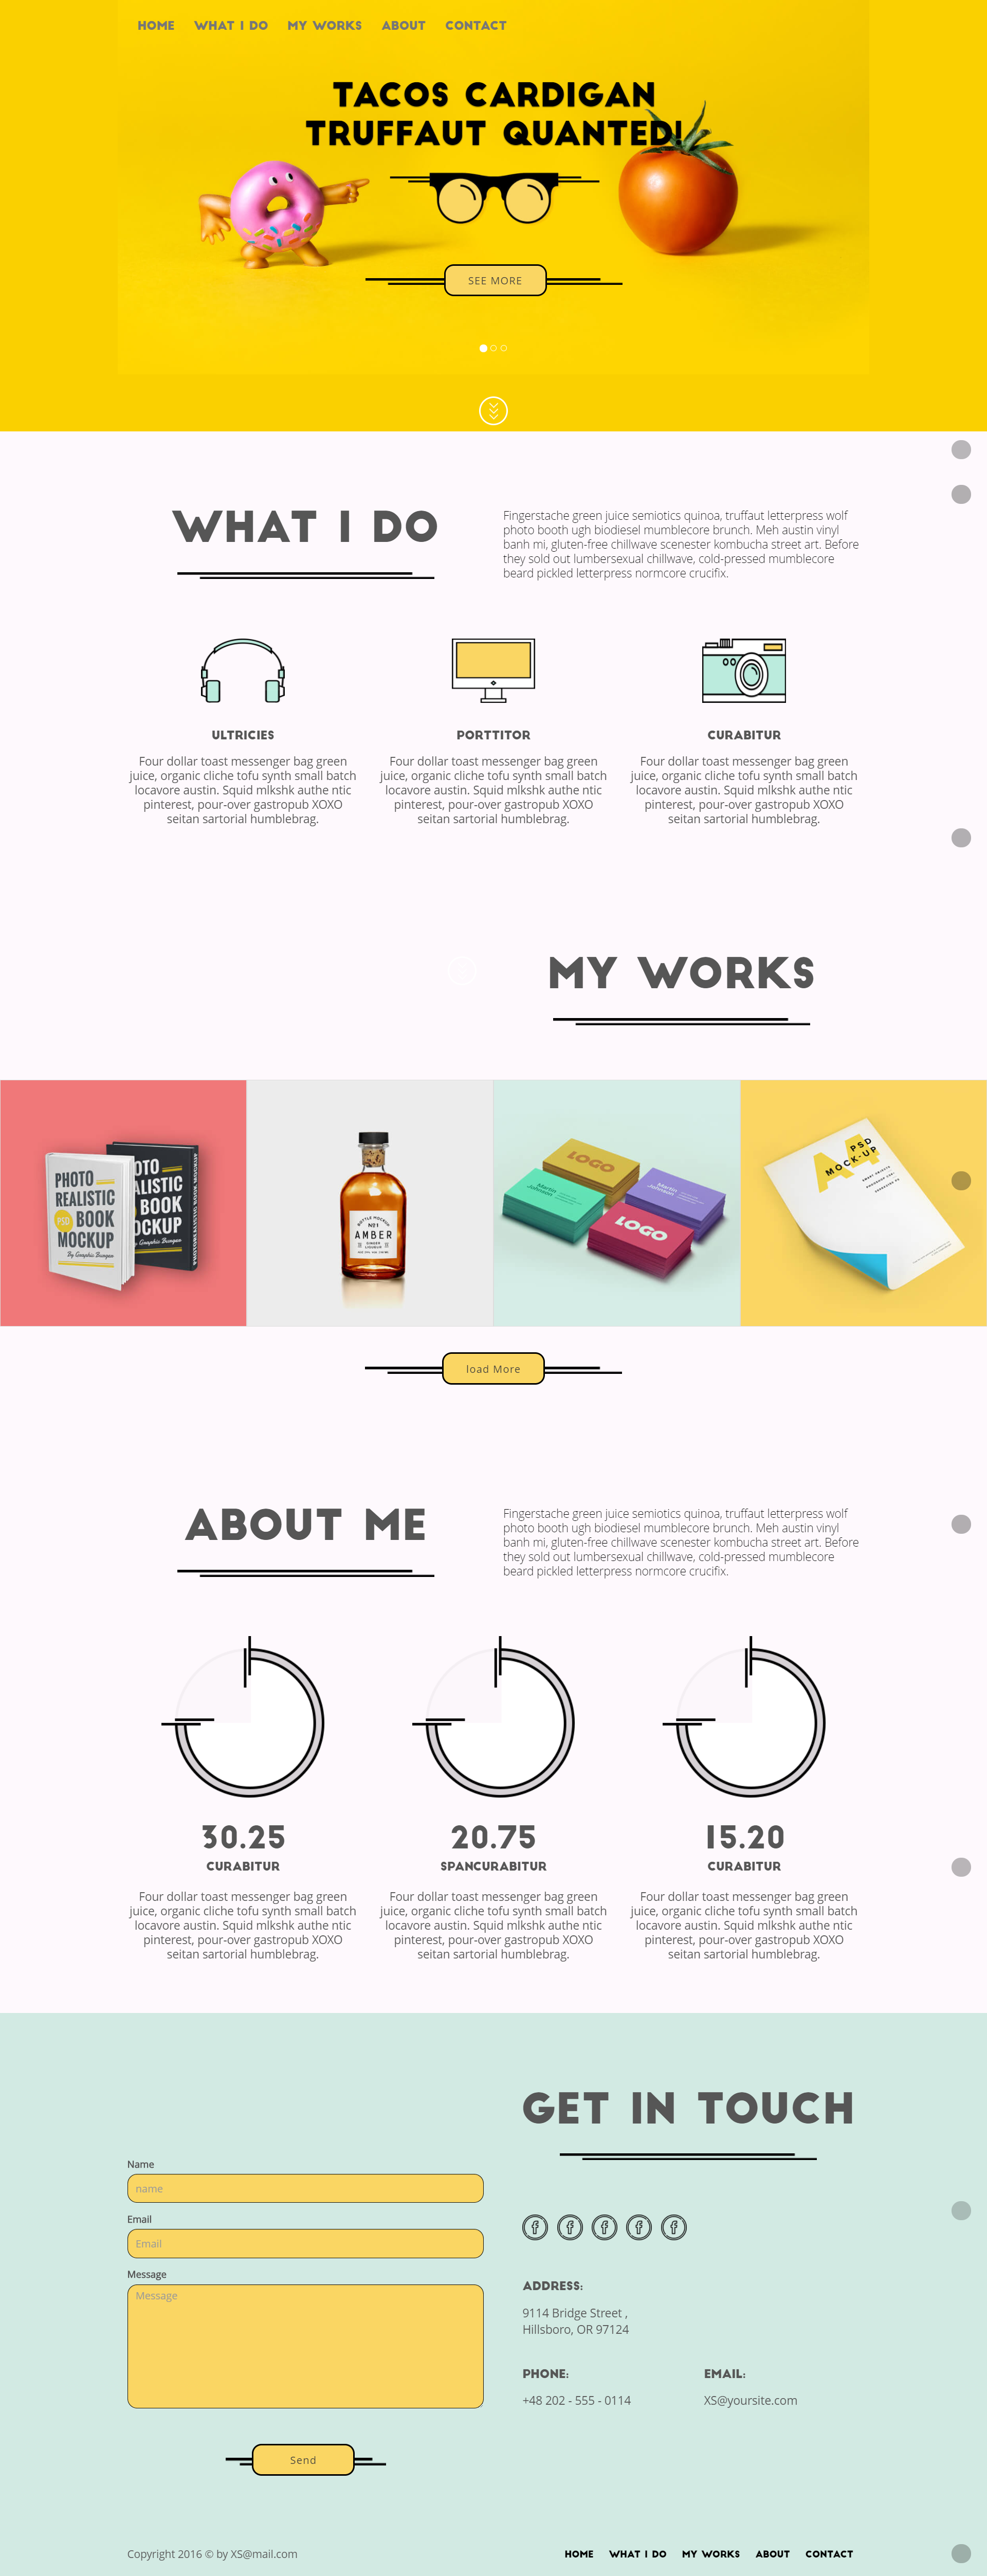 HOME WHAT I DO MY WORKS ABOUT CONTACT
TACOS CARDIGAN
TRUFFAUT QUANTED!
SEE MORE
WHAT I DO
Fingerstache green juice semiotics quinoa, truffaut letterpress wolf
photo booth ugh biodiesel mumblecore brunch. Meh austin vinyl
banh mi, gluten-free chillwave scenester kombucha street art. Before
they sold out lumbersexual chillwave, cold-pressed mumblecore
beard pickled letterpress normcore crucifix.
ULTRICIES
Four dollar toast messenger bag green
juice, organic cliche tofu synth small batch
locavore austin. Squid mlkshk authe ntic
pinterest, pour-over gastropub XOXO
seitan sartorial humblebrag.
PORTTITOR
Four dollar toast messenger bag green
juice, organic cliche tofu synth small batch
locavore austin. Squid mlkshk authe ntic
pinterest, pour-over gastropub XOXO
seitan sartorial humblebrag.
CURABITUR
Four dollar toast messenger bag green
juice, organic cliche tofu synth small batch
locavore austin. Squid mlkshk authe ntic
pinterest, pour-over gastropub XOXO
seitan sartorial humblebrag.
MY WORKS
PHOTO
REALISTIC
PSD BOOK
MOCKUP
By Graphic Burger
OTO
ALISTIC
BOOK
OCKUP
Graphic Burger
BOTTLE MOCKUP
No1
AMBER
GINGER
LIQUEUR
LOGO
Martin
Johnson
Martin
Johnson
LOGO
A4
PSD
MOCK-UP
load More
ABOUT ME
Fingerstache green juice semiotics quinoa, truffaut letterpress wolf
photo booth ugh biodiesel mumblecore brunch. Meh austin vinyl
banh mi, gluten-free chillwave scenester kombucha street art. Before
they sold out lumbersexual chillwave, cold-pressed mumblecore
beard pickled letterpress normcore crucifix.
30.25
CURABITUR
Four dollar toast messenger bag green
juice, organic cliche tofu synth small batch
locavore austin. Squid mlkshk authe ntic
pinterest, pour-over gastropub XOXO
seitan sartorial humblebrag.
20.75
SPANCURABITUR
Four dollar toast messenger bag green
juice, organic cliche tofu synth small batch
locavore austin. Squid mlkshk authe ntic
pinterest, pour-over gastropub XOXO
seitan sartorial humblebrag.
15.20
CURABITUR
Four dollar toast messenger bag green
juice, organic cliche tofu synth small batch
locavore austin. Squid mlkshk authe ntic
pinterest, pour-over gastropub XOXO
seitan sartorial humblebrag.
GET IN TOUCH
Name
name
Email
Email
Message
Message
Send
ADDRESS:
9114 Bridge Street ,
Hillsboro, OR 97124
PHONE:
+48 202 - 555 - 0114
EMAIL:
XS@yoursite.com
Copyright 2016 © by XS@mail.com
HOME WHAT I DO MY WORKS ABOUT CONTACT